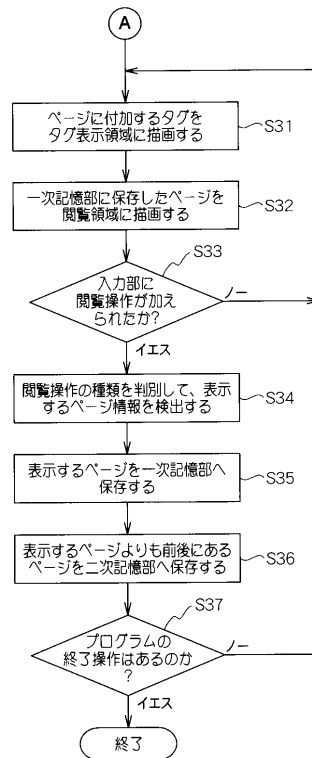 A
ページに付加するタグを
タグ表示領域に描画する
S31
一次記憶部に保存したページを
閲覧領域に描画する
S32
S33
入力部に
閲覧操作が加え
られたか?
ノー
イエス
閲覧操作の種類を判別して、表示
するページ情報を検出する
S34
表示するページを一次記憶部へ
保存する
S35
表示するページよりも前後にある
ページを二次記憶部へ保存する
S36
S37
プログラムの
終了操作はあるのか
?
ノー
イエス
終了